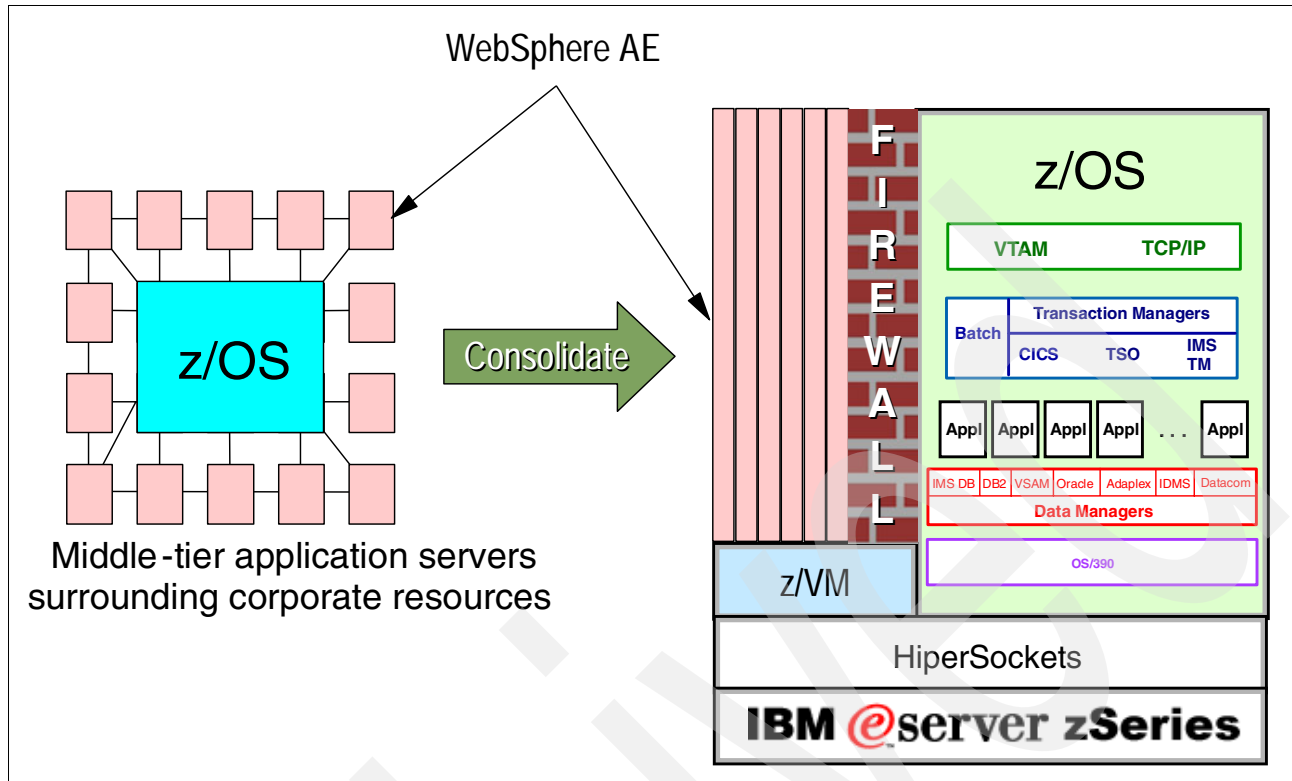 WebSphere AE
z/OS
Middle-tier application servers
surrounding corporate resources
Consolidate
FIREWALL
z/OS
VTAM TCP/IP
Batch
Transaction Managers
CICS TSO IMS
TM
Appl Appl Appl Appl . . . Appl
IMS DB DB2 VSAM Oracle Adaplex IDMS Datacom
Data Managers
OS/390
z/VM
HiperSockets
IBM eserver zSeries